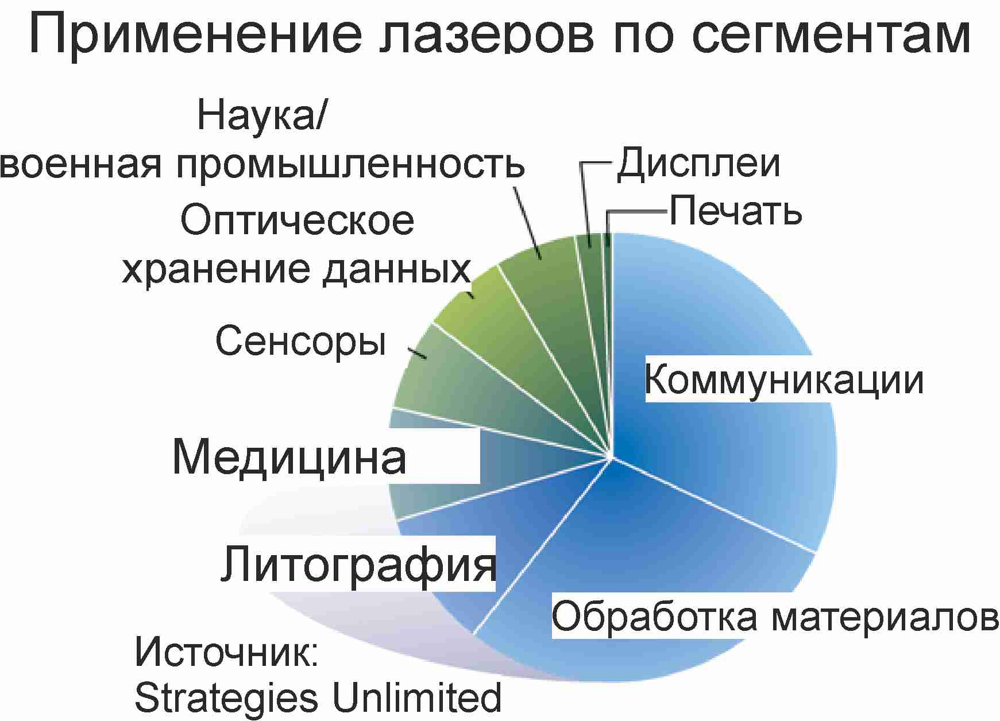 Применение лазеров по сегментам
Наука/
военная промышленность
Дисплеи
Печать
Оптическое
хранение данных
Сенсоры
Коммуникации
Медицина
Литография
Обработка материалов
Источник:
Strategies Unlimited